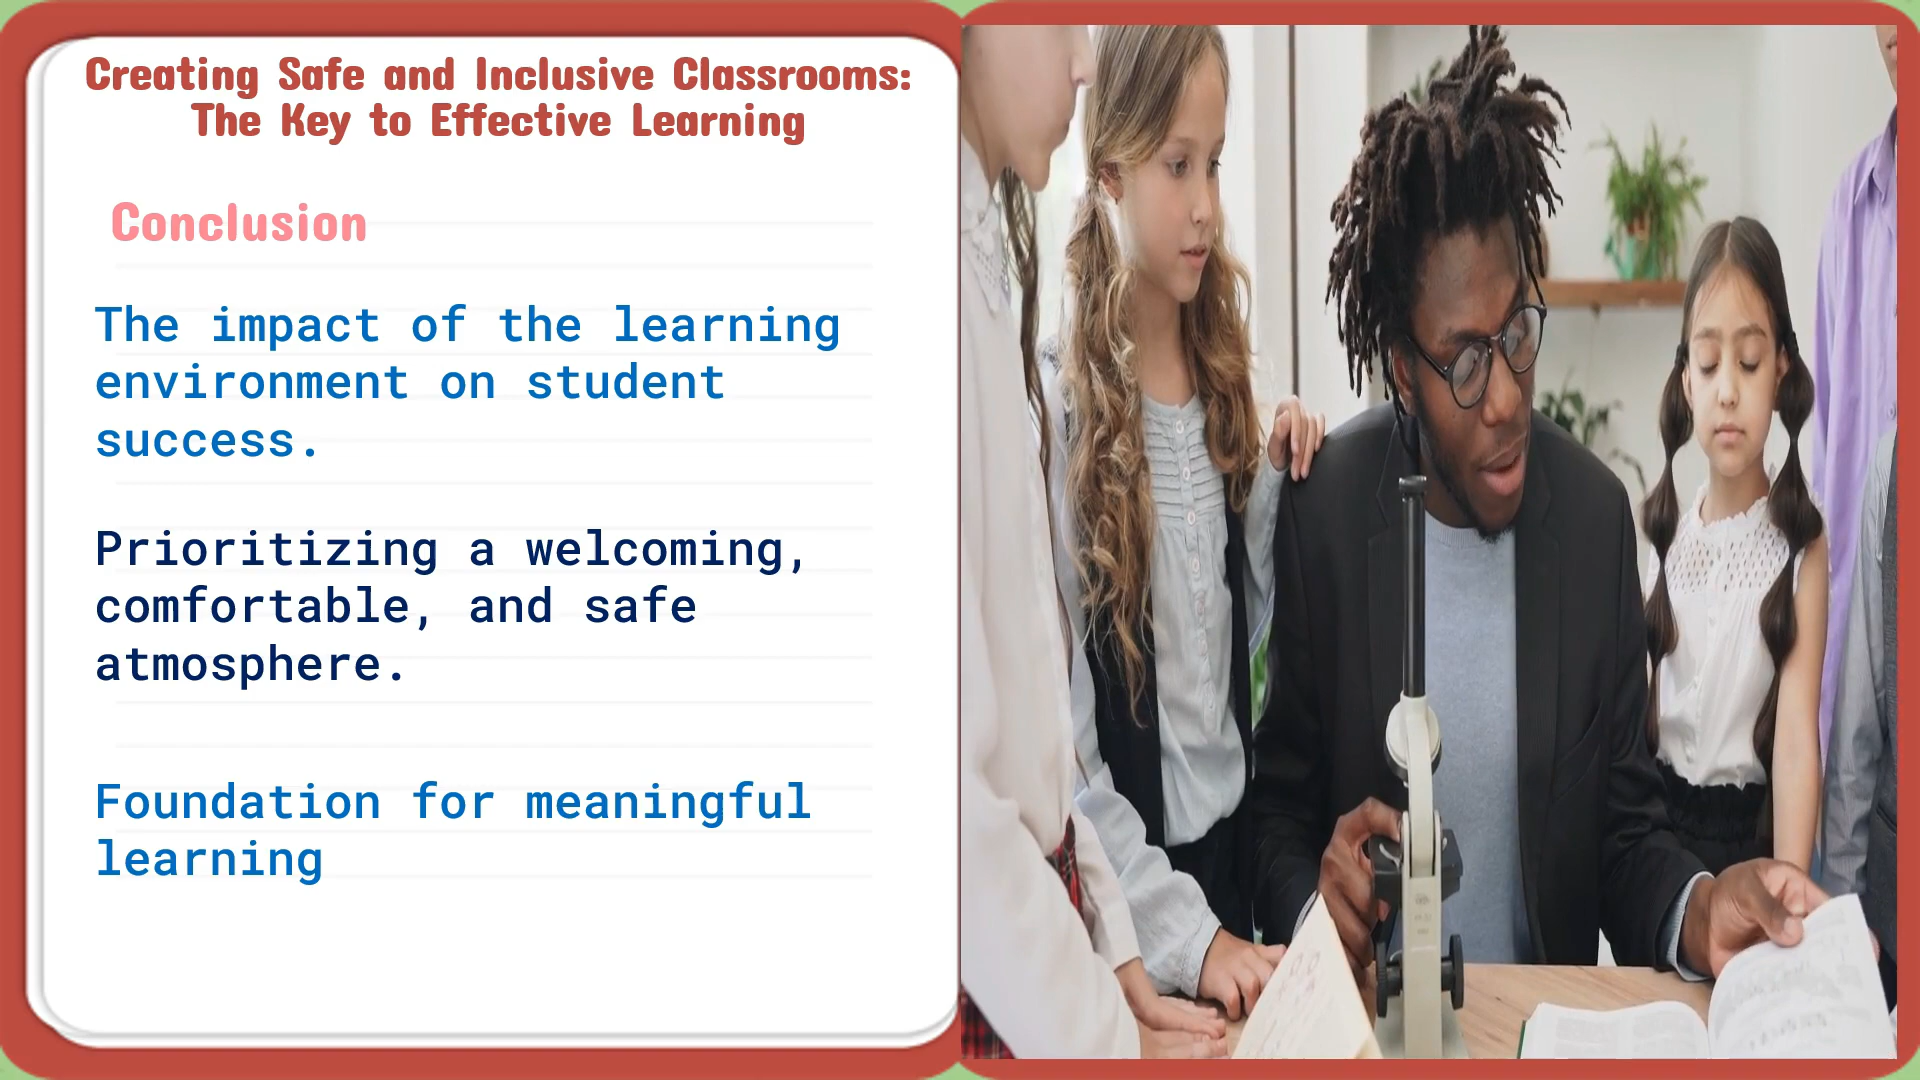 Creating Safe and Inclusive Classrooms:
The Key to Effective Learning
Conclusion
The impact of the learning
environment on student
success.
Prioritizing a welcoming,
comfortable, and safe
atmosphere.
Foundation for meaningful
learning